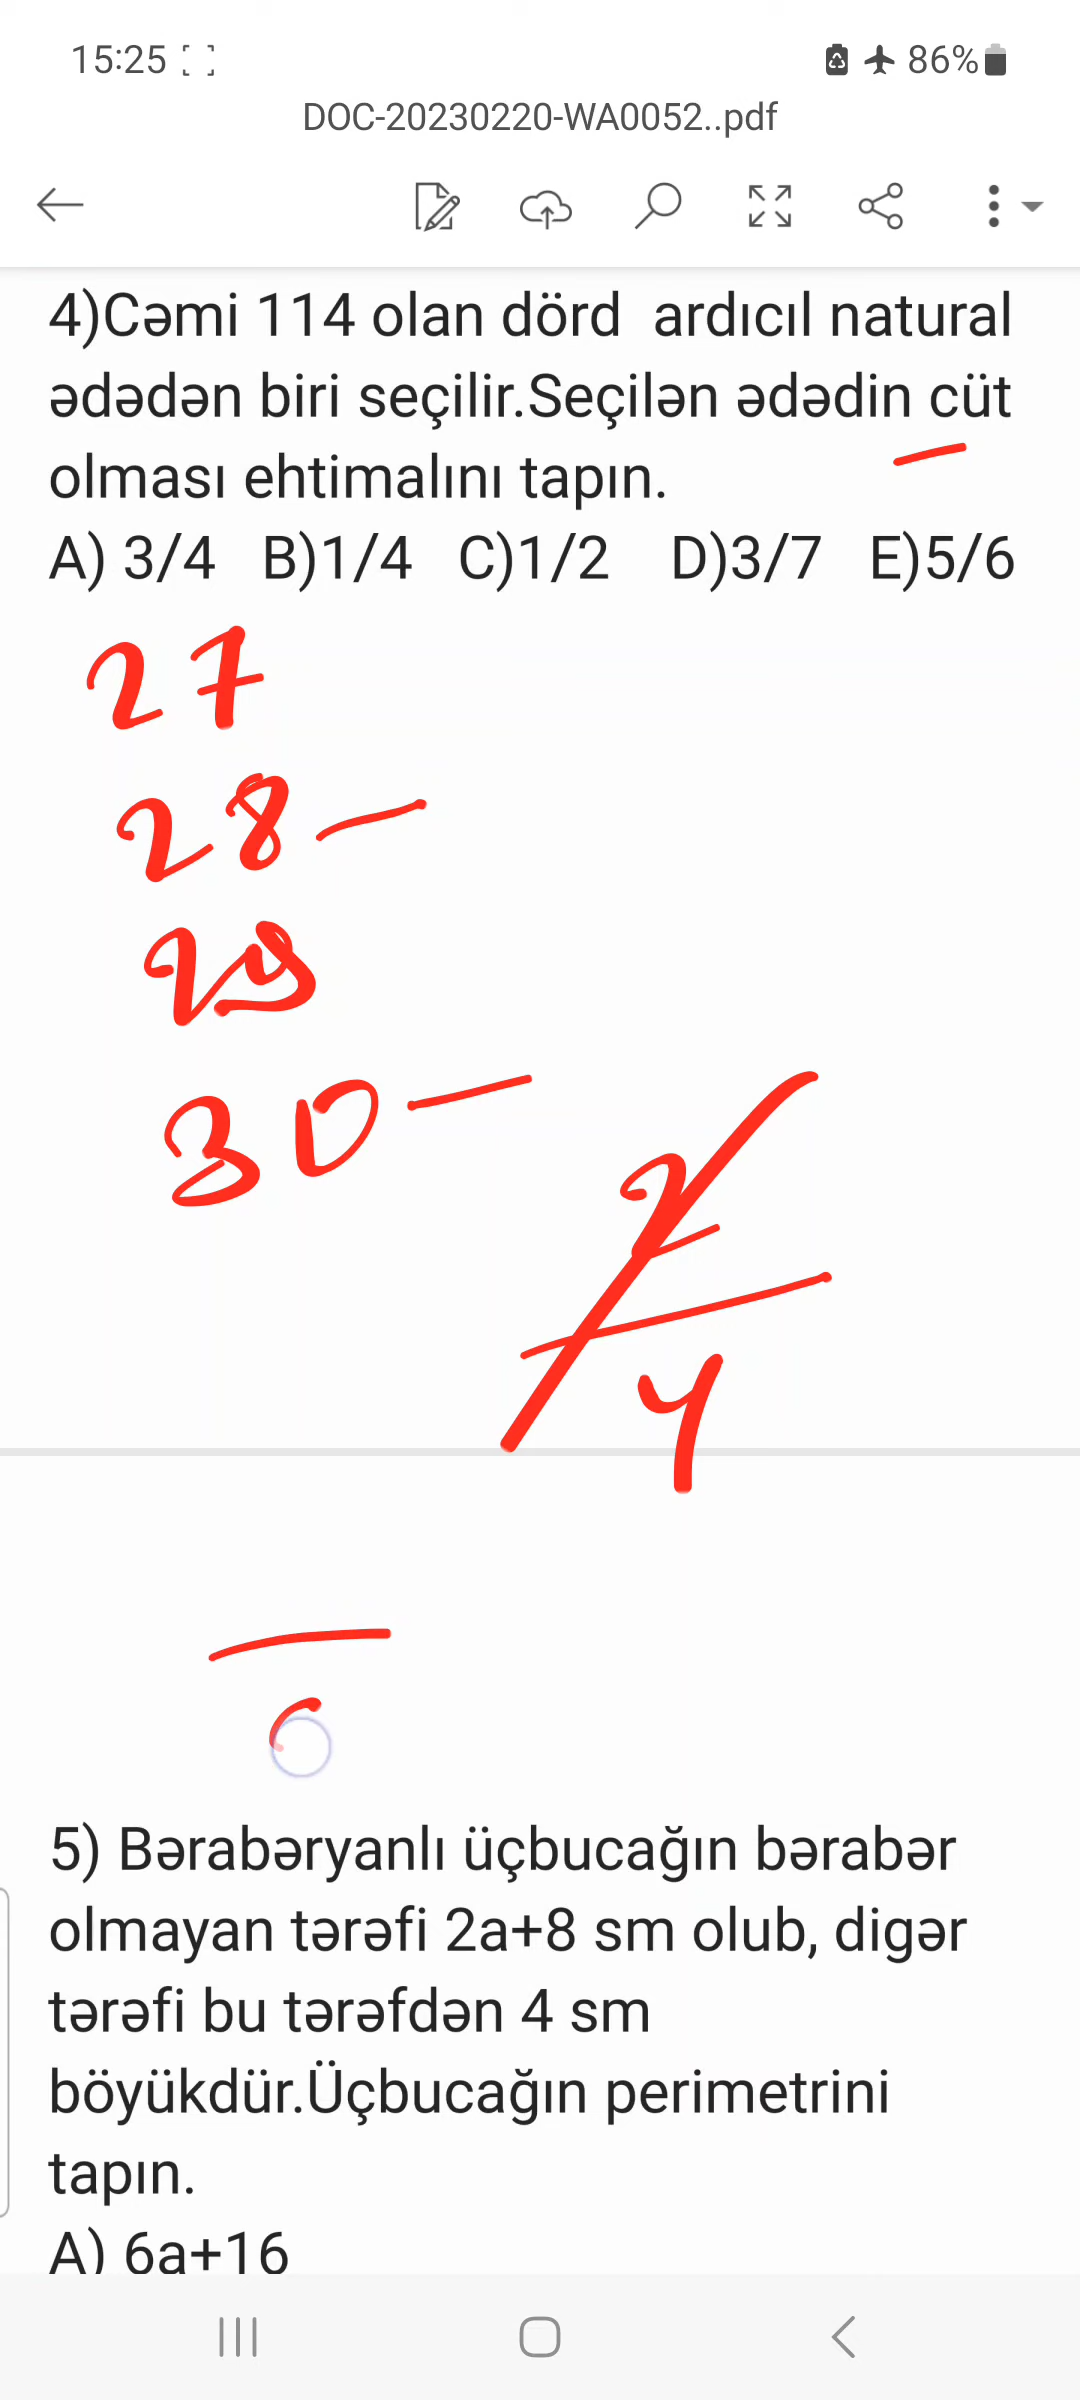 15:25
86%
DOC-20230220-WA0052..pdf
4)Cəmi 114 olan dörd ardıcıl natural
ədədən biri seçilir.Seçilən ədədin cüt
olması ehtimalını tapın.
A) 3/4 B)1/4 C)1/2 D)3/7 E)5/6
27
28
29
30
2
4
5) Bərabəryanlı üçbucağın bərabər
olmayan tərəfi 2a+8 sm olub, digər
tərəfi bu tərəfdən 4 sm
böyükdür.Üçbucağın perimetrini
tapın.
A) 6a+16